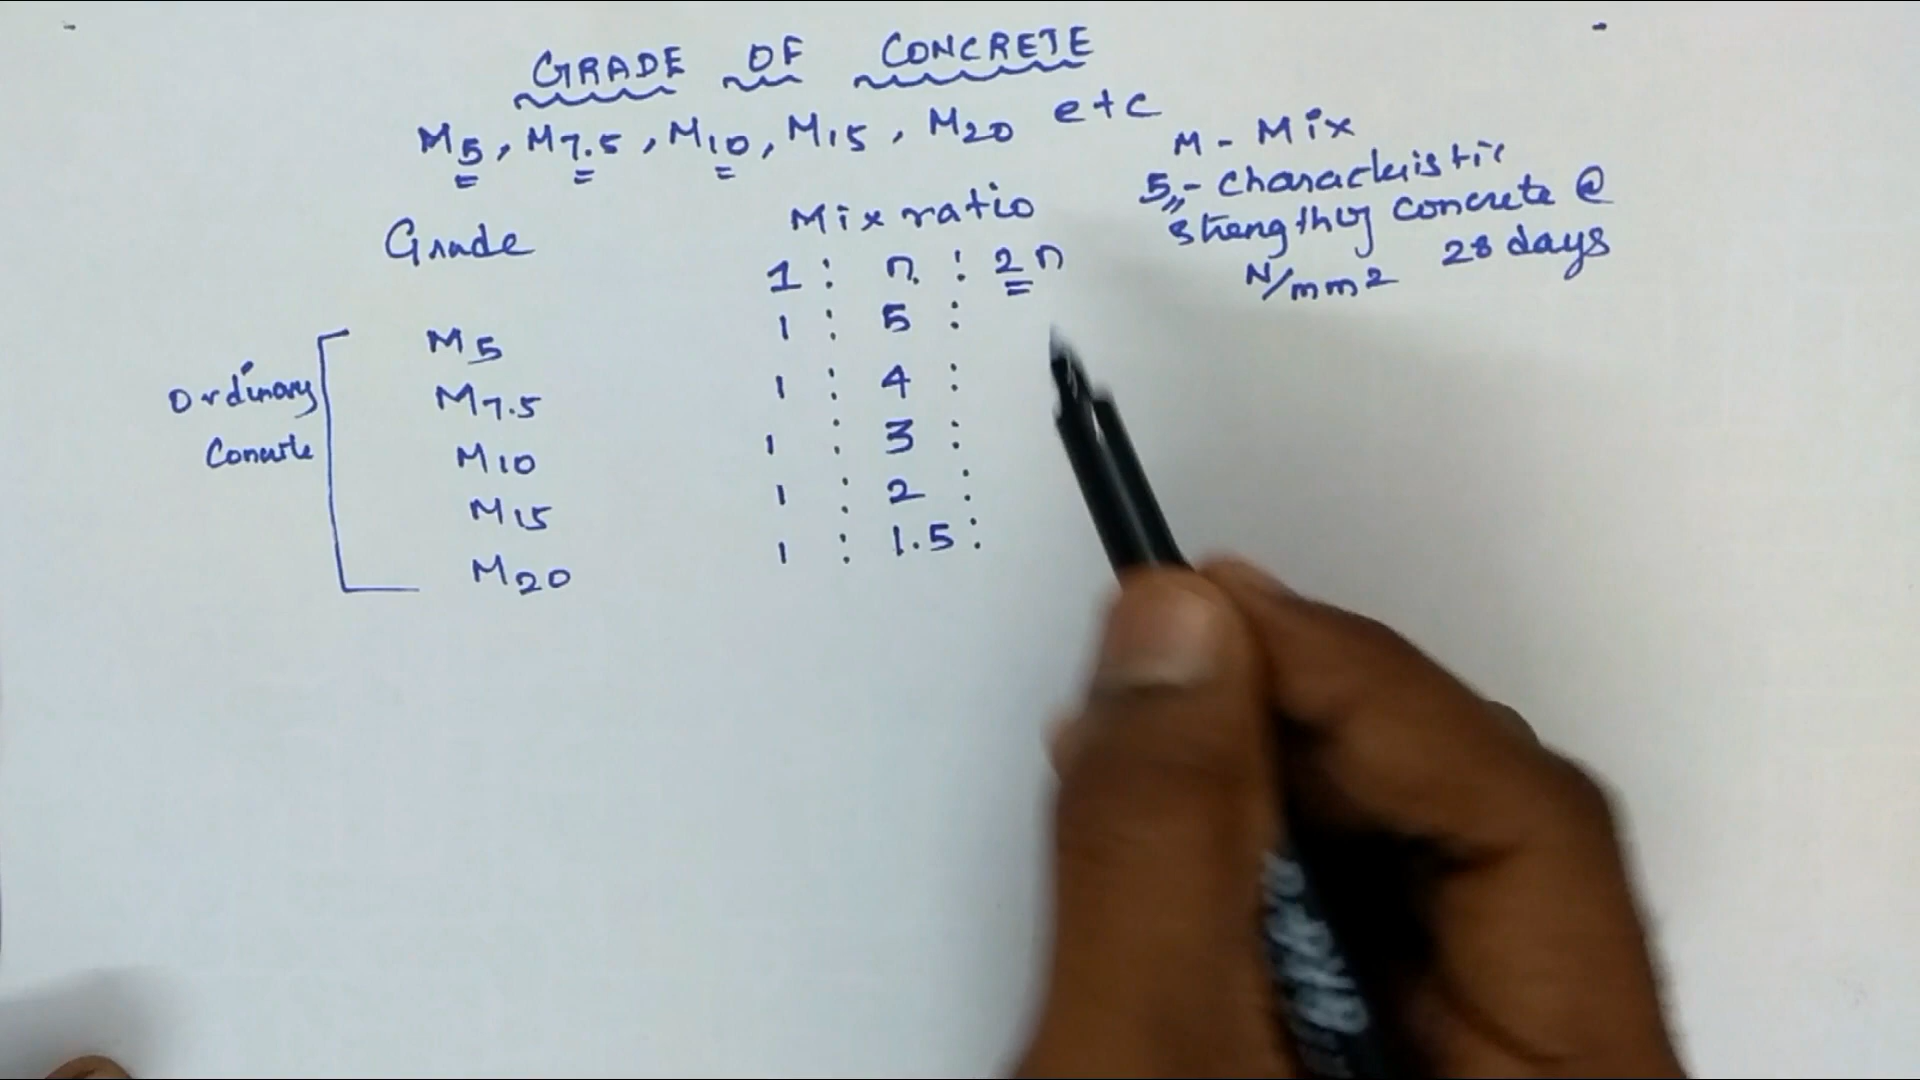 GRADE OF CONCRETE
M5, M7.5, M10, M15, M20 etc
M - Mix
5 - Characteristic
strength of concrete @
28 days
N/mm2
Grade
Mix ratio
1 : n : 2n
Ordinary
Concrete
M5 1 : 5 :
M7.5 1 : 4 :
M10 1 : 3 :
M15 1 : 2 :
M20 1 : 1.5 :